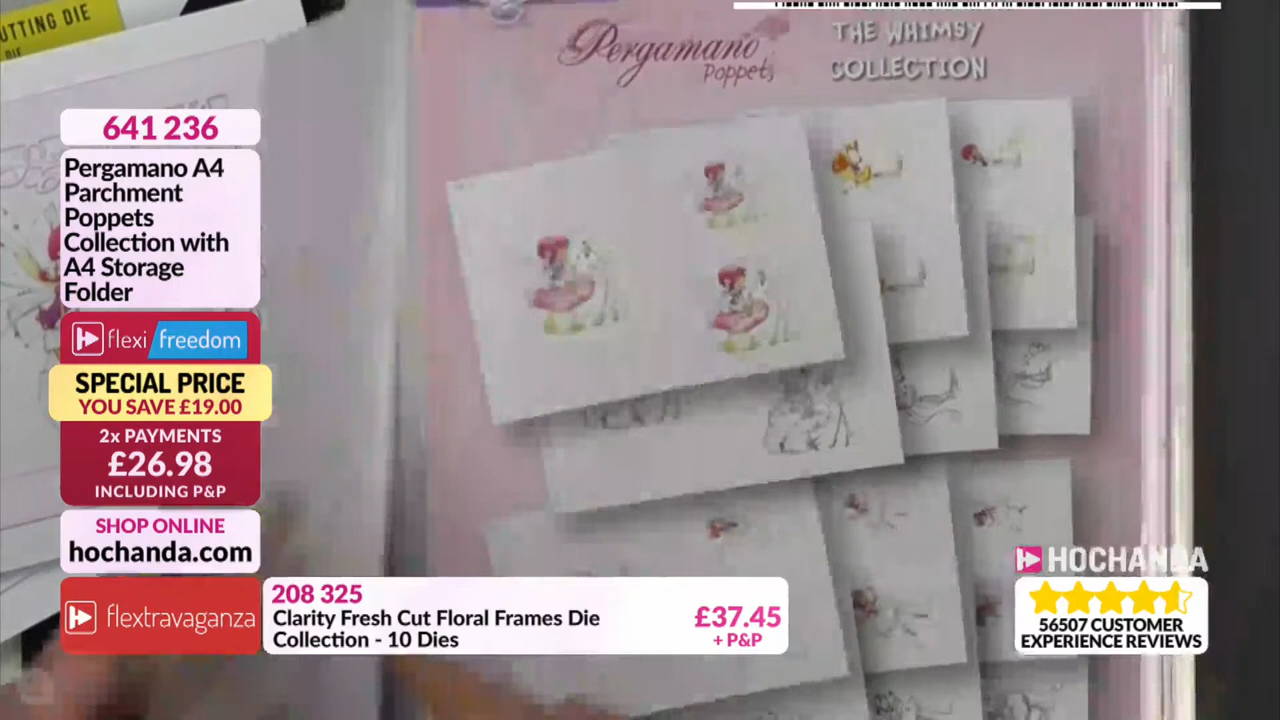 UTTING DIE
DIE
Pergamano
Poppets
THE WHIMSY
COLLECTION
641 236
Pergamano A4
Parchment
Poppets
Collection with
A4 Storage
Folder
flexi freedom
SPECIAL PRICE
YOU SAVE £19.00
2x PAYMENTS
£26.98
INCLUDING P&P
SHOP ONLINE
hochanda.com
flextravaganza
208 325
Clarity Fresh Cut Floral Frames Die
Collection - 10 Dies
£37.45
+ P&P
HOCHANDA
56507 CUSTOMER
EXPERIENCE REVIEWS